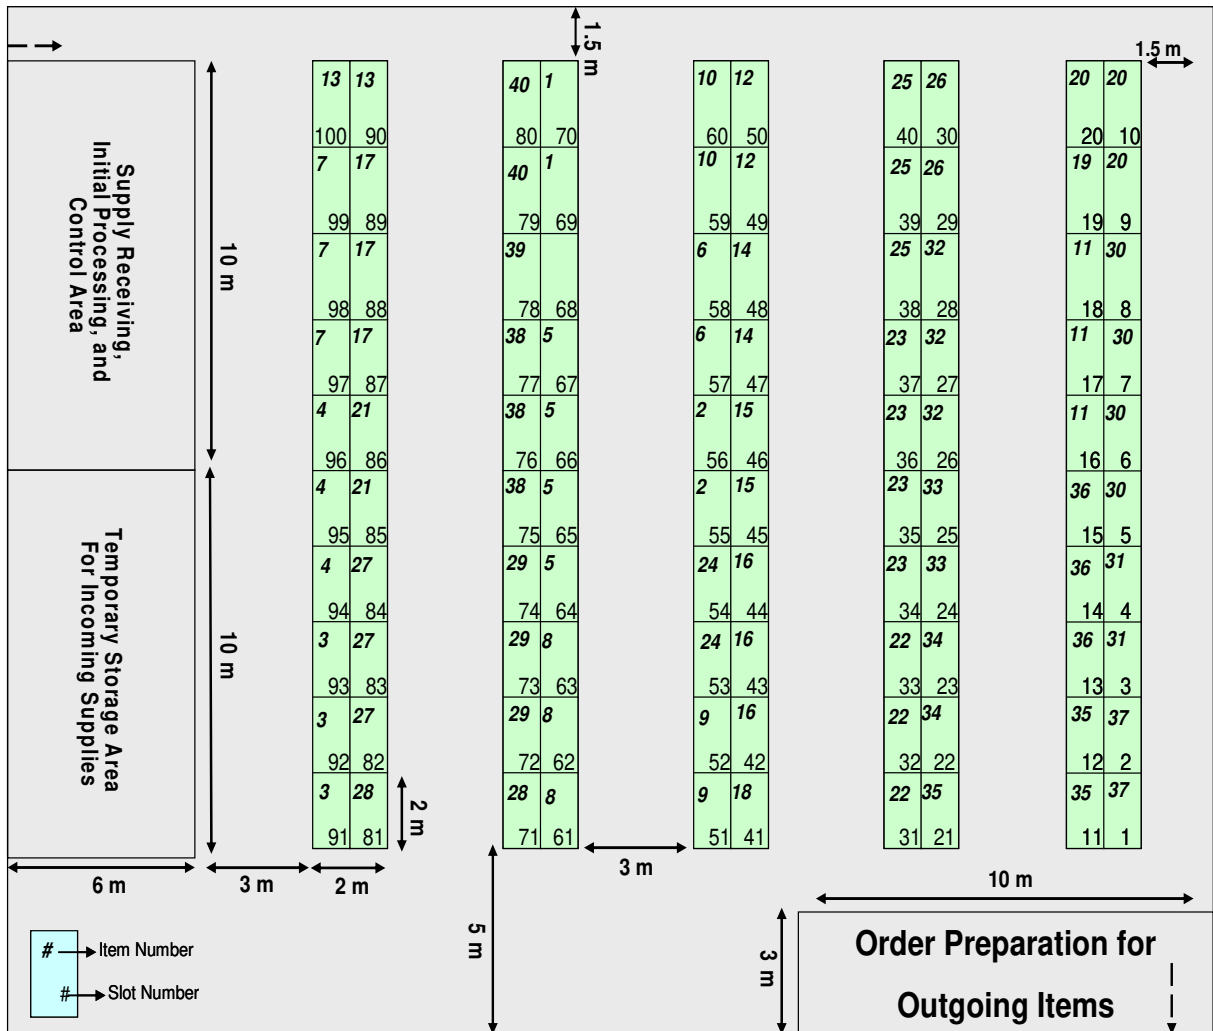 1.5 m
1.5 m
13 13 40 1 10 12 25 26 20 20
100 90 80 70 60 50 40 30 20 10
7 17 40 1 10 12 25 26 19 20
99 89 79 69 59 49 39 29 19 9
7 17 39 6 14 25 32 11 30
98 88 78 68 58 48 38 28 18 8
7 17 38 5 6 14 23 32 11 30
97 87 77 67 57 47 37 27 17 7
4 21 38 5 2 15 23 32 11 30
96 86 76 66 56 46 36 26 16 6
4 21 38 5 2 15 23 33 36 30
95 85 75 65 55 45 35 25 15 5
4 27 29 5 24 16 23 33 36 31
94 84 74 64 54 44 34 24 14 4
3 27 29 8 24 16 22 34 36 31
93 83 73 63 53 43 33 23 13 3
3 27 29 8 9 16 22 34 35 37
92 82 72 62 52 42 32 22 12 2
3 28 28 8 9 18 22 35 35 37
91 81 71 61 51 41 31 21 11 1
Supply Receiving,
Initial Processing, and
Control Area
10 m
Temporary Storage Area
For Incoming Supplies
10 m
2 m
6 m
3 m
2 m
3 m
10 m
5 m
3 m
# Item Number
# Slot Number
Order Preparation for
Outgoing Items